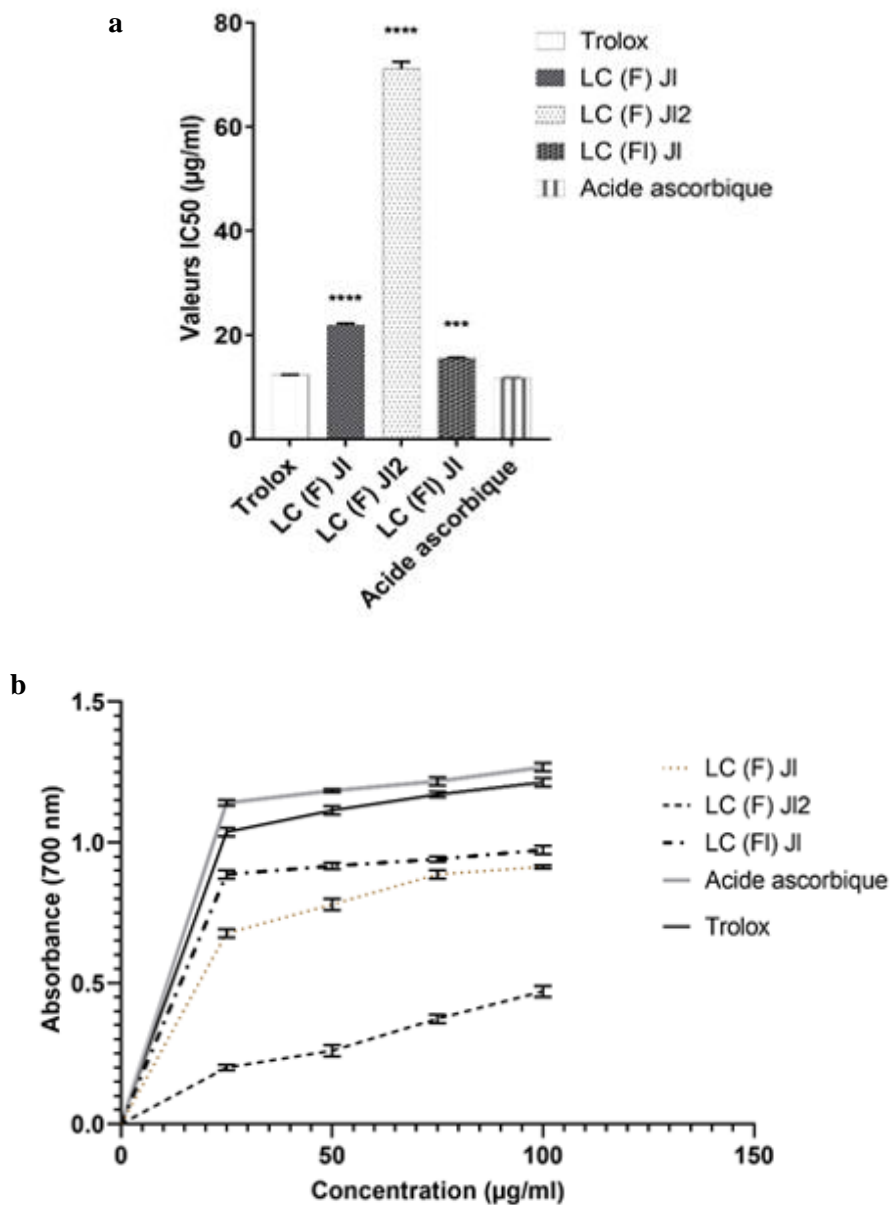 a
80
60
40
20
0
Valeurs IC50 (µg/ml)
****
****
***
Trolox
LC (F) JI
LC (F) JI2
LC (FI) JI
Acide ascorbique
Trolox
LC (F) JI
LC (F) JI2
LC (FI) JI
Acide ascorbique
b
1.5
1.0
0.5
0.0
Absorbance (700 nm)
0
50
100
150
Concentration (µg/ml)
LC (F) JI
LC (F) JI2
LC (FI) JI
Acide ascorbique
Trolox